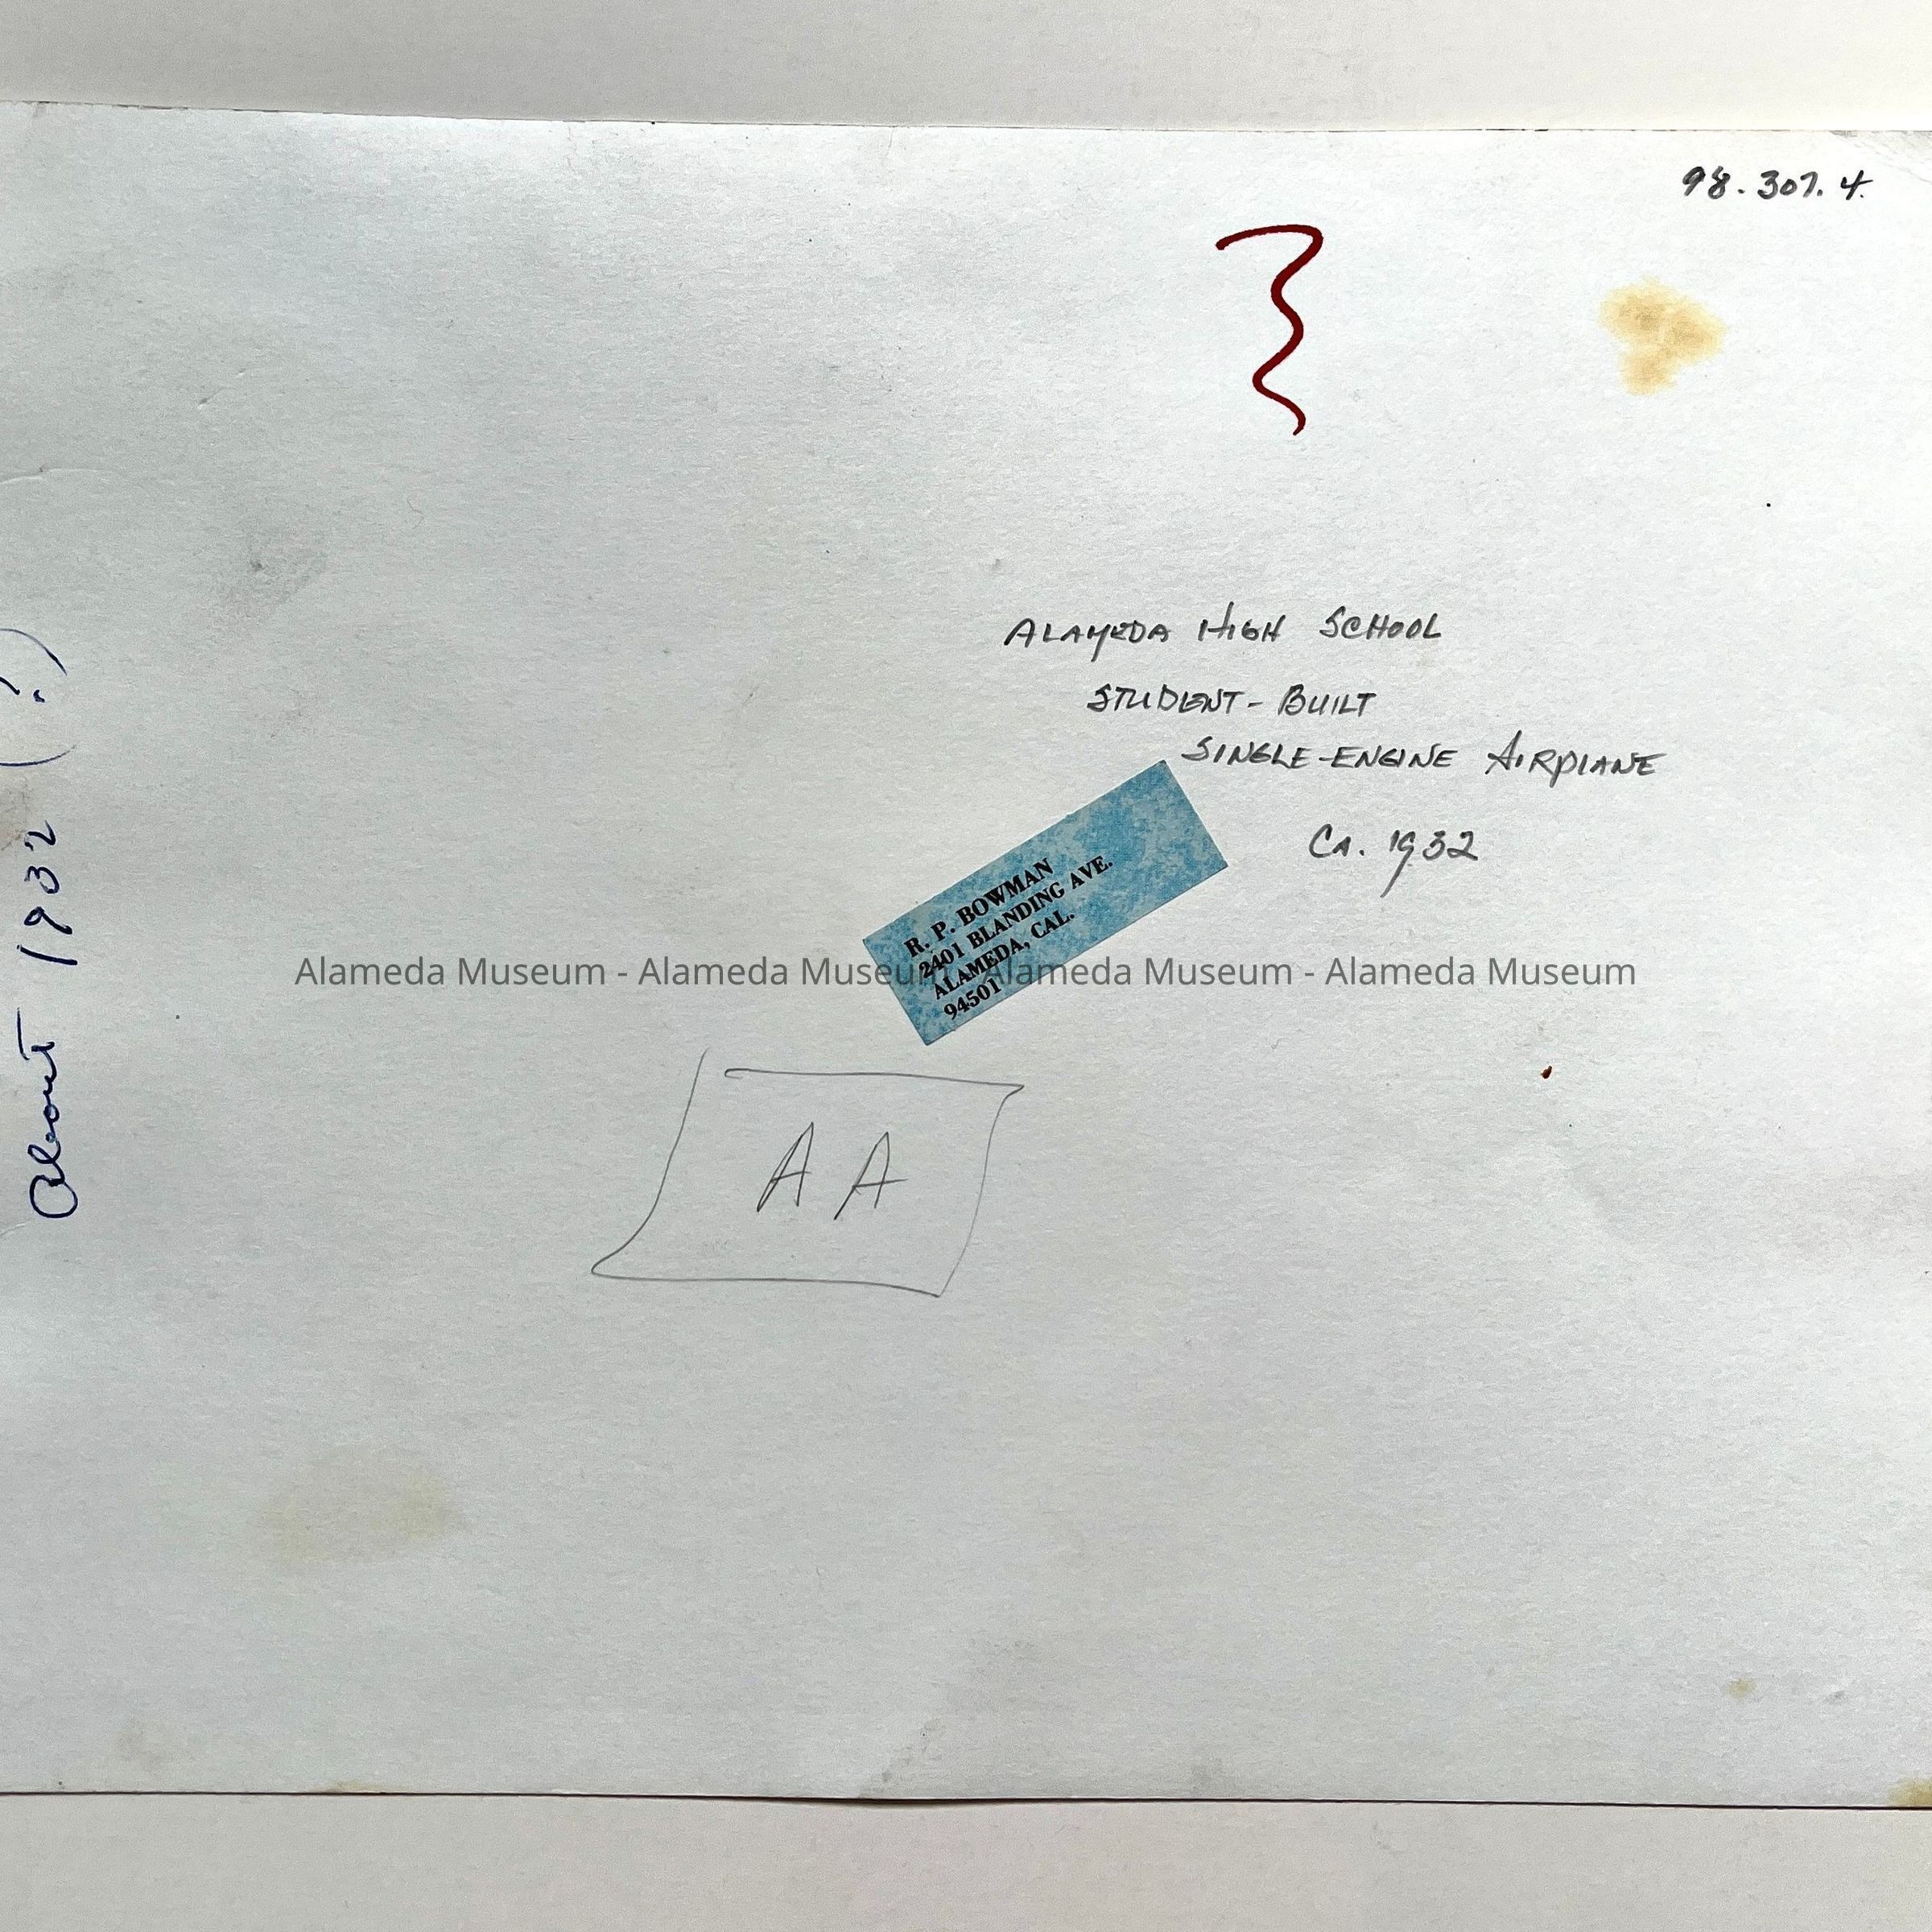 98.307.4
ALAMEDA HIGH SCHOOL
STUDENT-BUILT
SINGLE-ENGINE AIRPLANE
CA. 1932
R. P. BOWMAN
2401 BLANDING AVE.
ALAMEDA, CAL.
94501
Alameda Museum - Alameda Museum - Alameda Museum - Alameda Museum
AA
About 1932 (?)